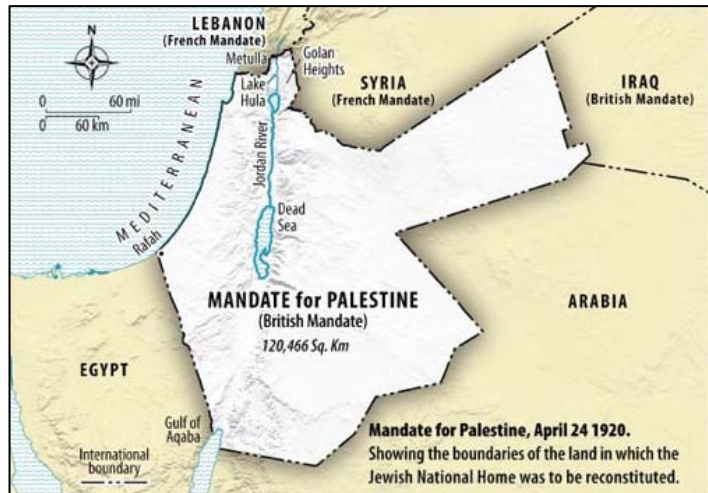 LEBANON
(French Mandate)
N
Metulla
Golan
Heights
Lake
Hula
SYRIA
(French Mandate)
IRAQ
(British Mandate)
0 60 mi
0 60 km
MEDITERRANEAN
Jordan River
Rafah
Dead
Sea
MANDATE for PALESTINE
(British Mandate)
120,466 Sq. Km
ARABIA
EGYPT
Gulf of
Aqaba
International
boundary
Mandate for Palestine, April 24 1920.
Showing the boundaries of the land in which the
Jewish National Home was to be reconstituted.